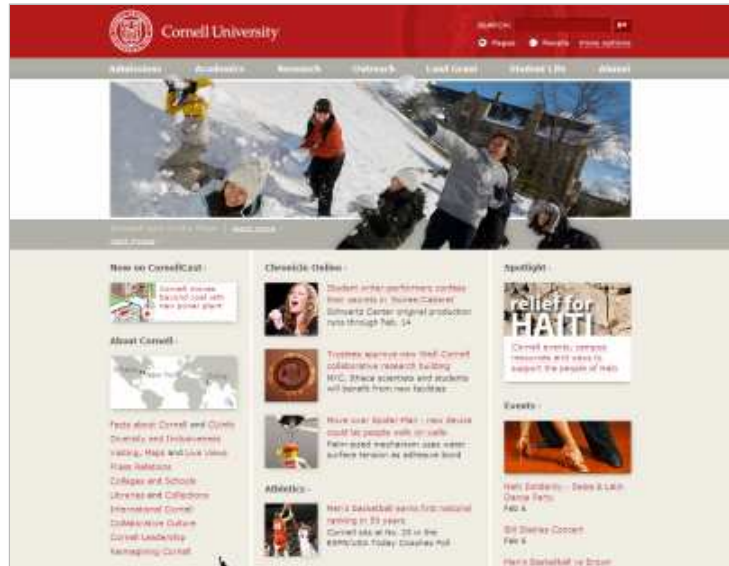 Cornell University
SEARCH:
Pages People more options
Admissions Academics Research Outreach Land Grant Student Life Alumni
Now on CornellCast
Cornell moves
beyond coal with
new power plant
About Cornell
Facts about Cornell and CUinfo
Diversity and Inclusiveness
Visiting, Maps and Live Views
Press Relations
Colleges and Schools
Libraries and Collections
International Cornell
Collaborative Culture
Cornell Leadership
Reimagining Cornell
Chronicle Online
Student writer-performers confess
their secrets in 'Soiree/Cabaret'
Schwartz Center original production
runs through Feb. 14
Trustees approve new Weill Cornell
collaborative research building
NYC, Ithaca scientists and students
will benefit from new facilities
Move over Spider-Man - new device
could let people walk on walls
Palm-sized mechanism uses water
surface tension as adhesive bond
Athletics
Men's Basketball earns first national
ranking in 59 years
Cornell sits at No. 25 in the
ESPN/USA Today Coaches Poll
Spotlight
relief for
HAITI
Cornell events, campus
resources and ways to
support the people of Haiti
Events
Haiti Solidarity - Salsa & Latin
Dance Party
Feb 6
Concert
Feb 6
Men's Basketball vs Brown